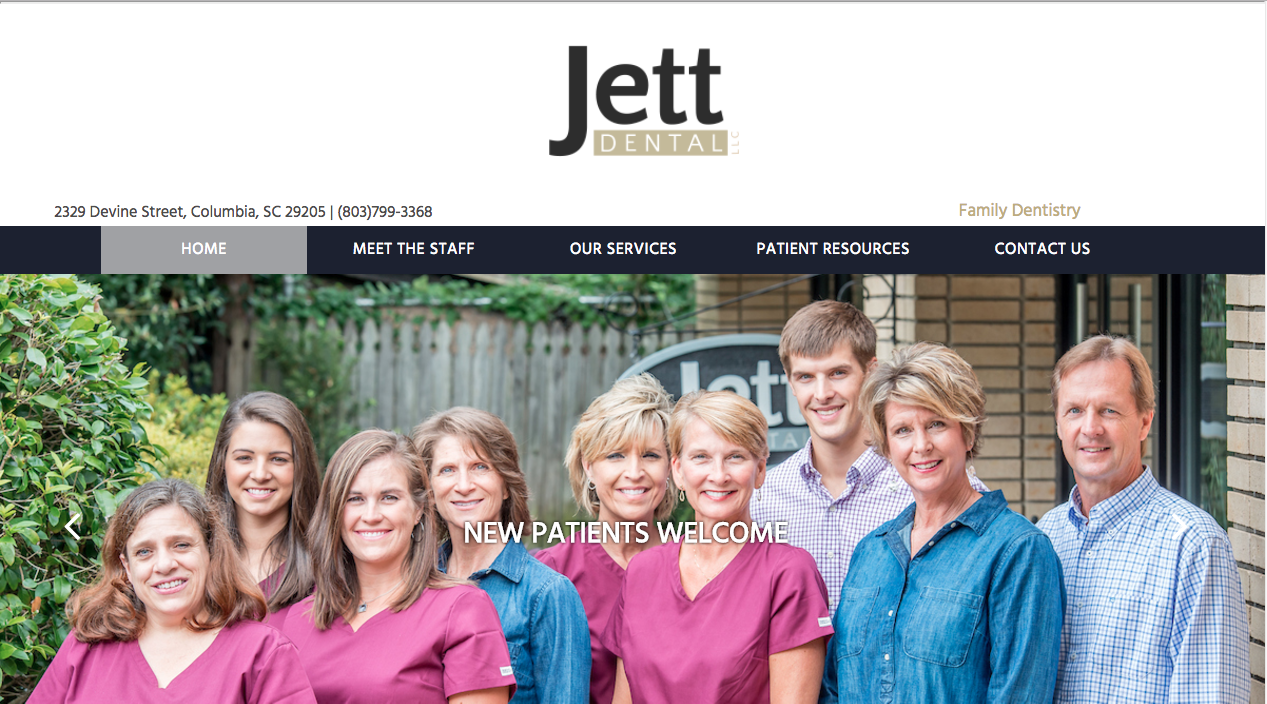 Jett
DENTAL LLC
2329 Devine Street, Columbia, SC 29205 | (803)799-3368
Family Dentistry
HOME
MEET THE STAFF
OUR SERVICES
PATIENT RESOURCES
CONTACT US
Jett
NEW PATIENTS WELCOME